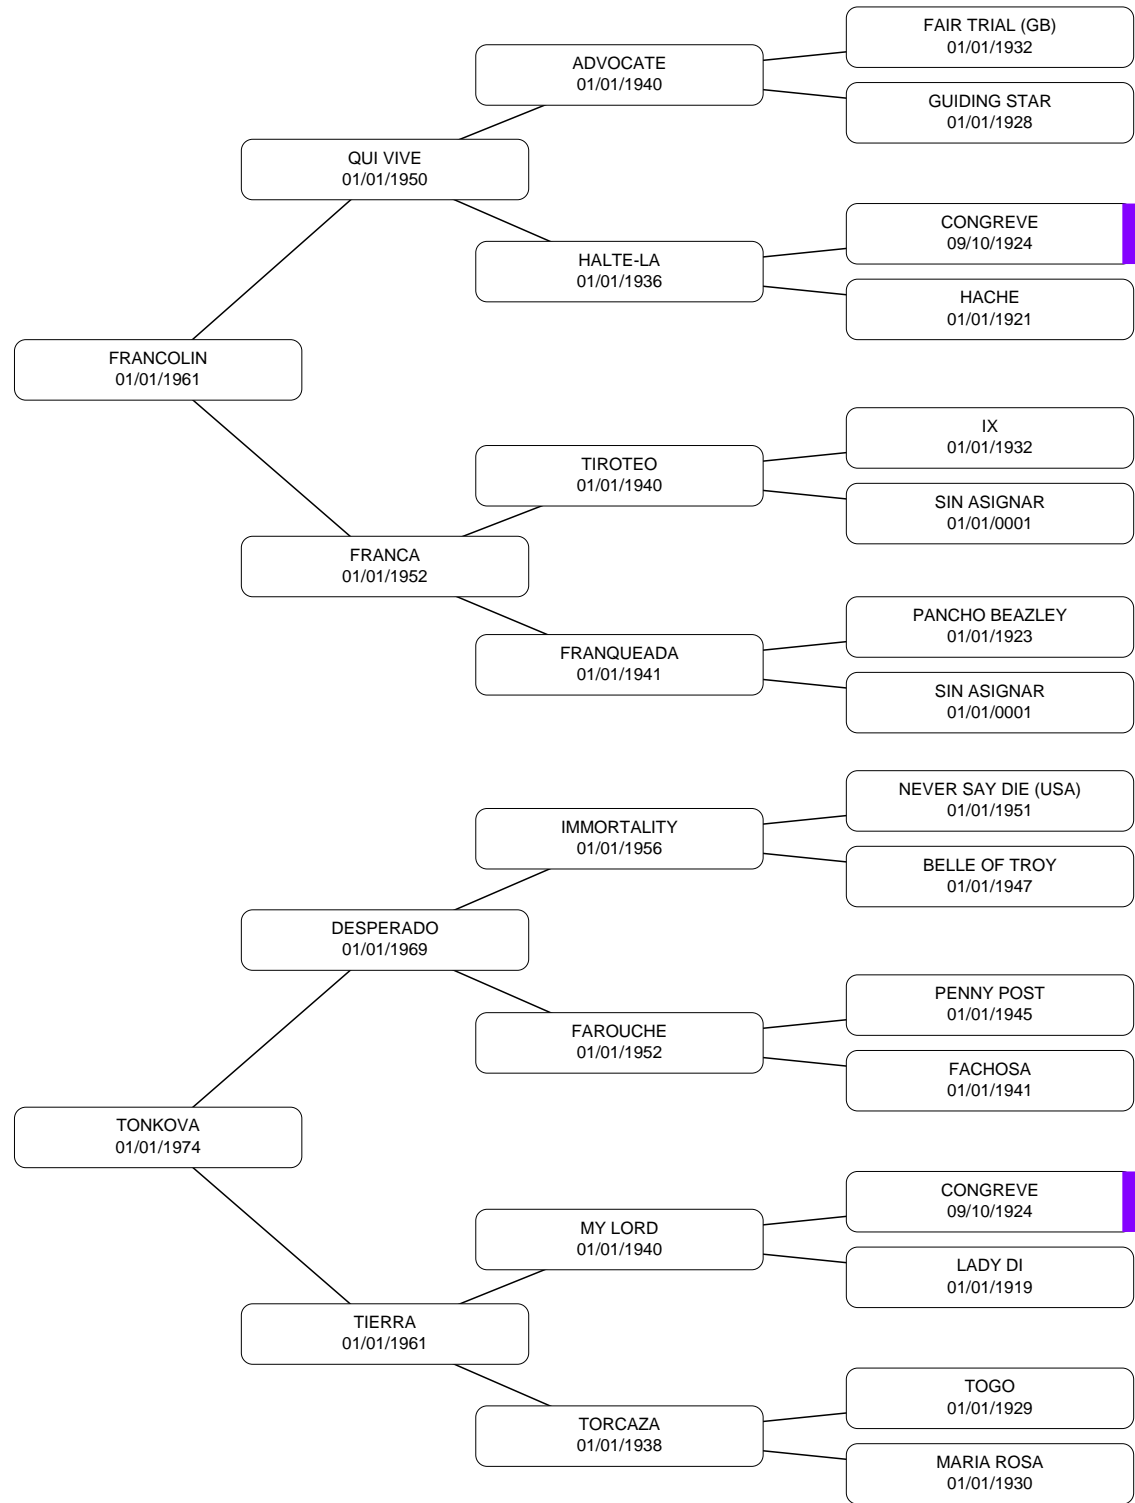 FAIR TRIAL (GB)
01/01/1932
ADVOCATE
01/01/1940
GUIDING STAR
01/01/1928
QUI VIVE
01/01/1950
CONGREVE
09/10/1924
HALTE-LA
01/01/1936
HACHE
01/01/1921
FRANCOLIN
01/01/1961
IX
01/01/1932
TIROTEO
01/01/1940
SIN ASIGNAR
01/01/0001
FRANCA
01/01/1952
PANCHO BEAZLEY
01/01/1923
FRANQUEADA
01/01/1941
SIN ASIGNAR
01/01/0001
NEVER SAY DIE (USA)
01/01/1951
IMMORTALITY
01/01/1956
BELLE OF TROY
01/01/1947
DESPERADO
01/01/1969
PENNY POST
01/01/1945
FAROUCHE
01/01/1952
FACHOSA
01/01/1941
TONKOVA
01/01/1974
CONGREVE
09/10/1924
MY LORD
01/01/1940
LADY DI
01/01/1919
TIERRA
01/01/1961
TOGO
01/01/1929
TORCAZA
01/01/1938
MARIA ROSA
01/01/1930